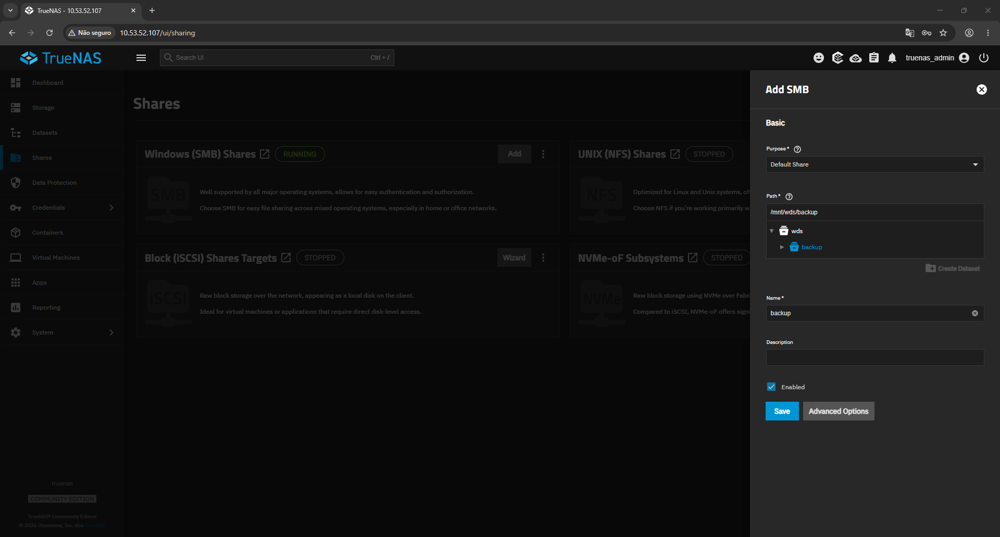 TrueNAS - 10.53.52.107
Não seguro
10.53.52.107/ui/sharing
TrueNAS
Search UI
Ctrl + /
truenas_admin
Dashboard
Storage
Datasets
Shares
Data Protection
Credentials
Containers
Virtual Machines
Apps
Reporting
System
truenas
COMMUNITY EDITION
TrueNAS® Community Edition
© 2026 iXsystems, Inc. dba TrueNAS
Shares
Windows (SMB) Shares
RUNNING
Add
SMB
Well supported by all major operating systems, allows for easy authentication and authorization.
Choose SMB for easy file sharing across mixed operating systems, especially in home or office networks.
UNIX (NFS) Shares
STOPPED
NFS
Optimized for Linux and Unix systems, of
Choose NFS if you're working primarily w
Block (iSCSI) Shares Targets
STOPPED
Wizard
iSCSI
Raw block storage over the network, appearing as a local disk on the client.
Ideal for virtual machines or applications that require direct disk-level access.
NVMe-oF Subsystems
STOPPED
NVMe
Raw block storage using NVMe over Fabri
Compared to iSCSI, NVMe-oF offers signi
Add SMB
Basic
Purpose *
Default Share
Path *
/mnt/wds/backup
wds
backup
Create Dataset
Name *
backup
Description
Enabled
Save
Advanced Options